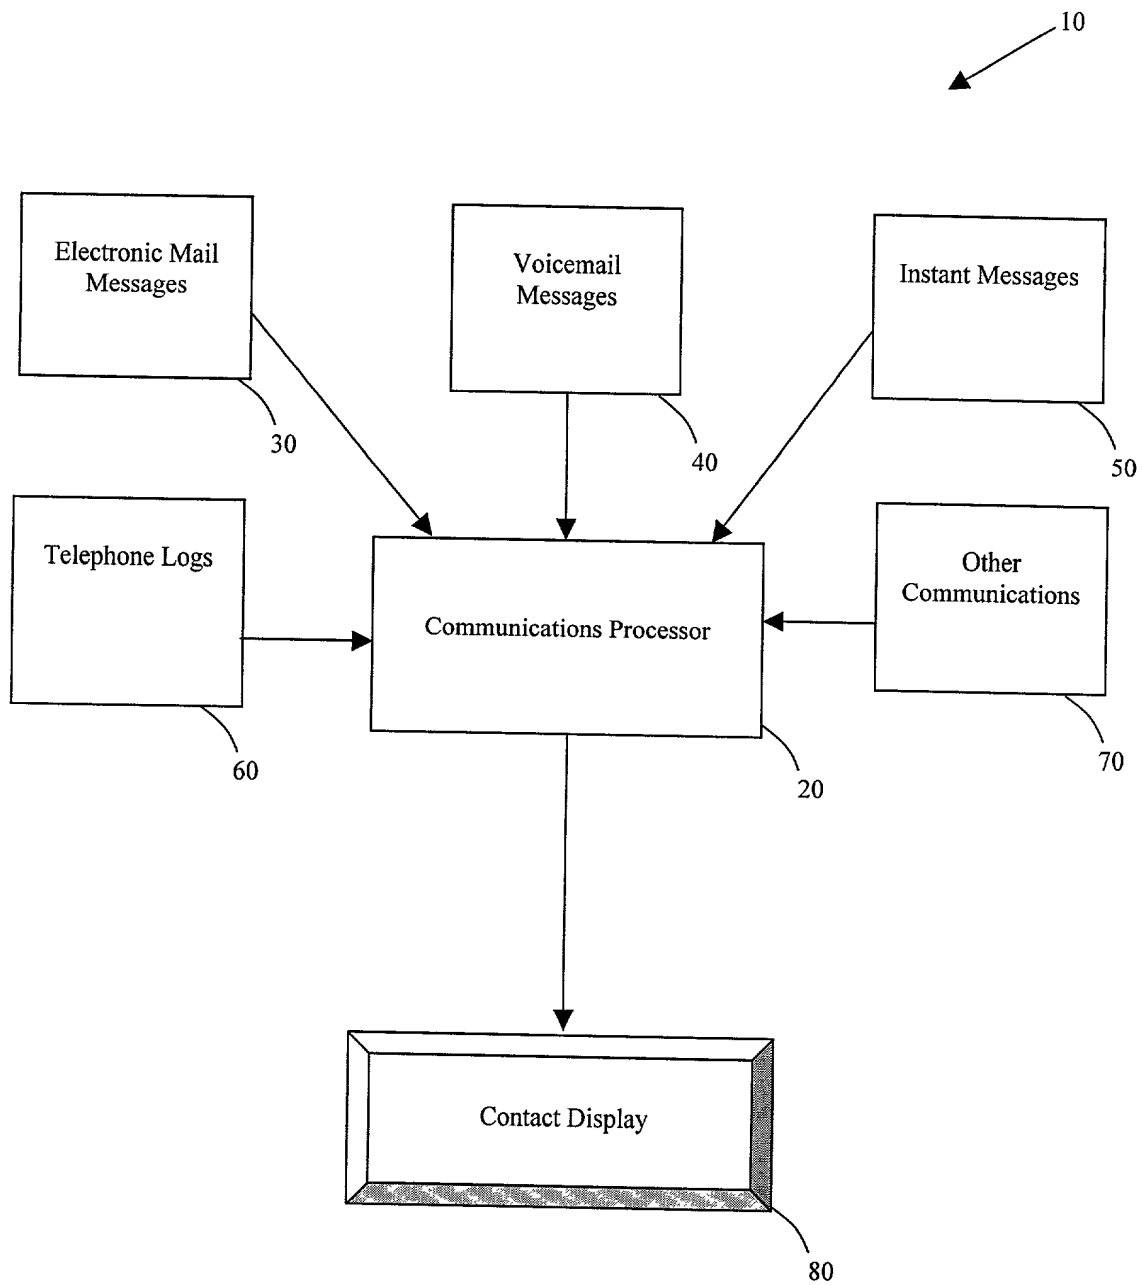 10
Electronic Mail
Messages
Voicemail
Messages
Instant Messages
30
40
50
Telephone Logs
Other
Communications
Communications Processor
60
20
70
Contact Display
80